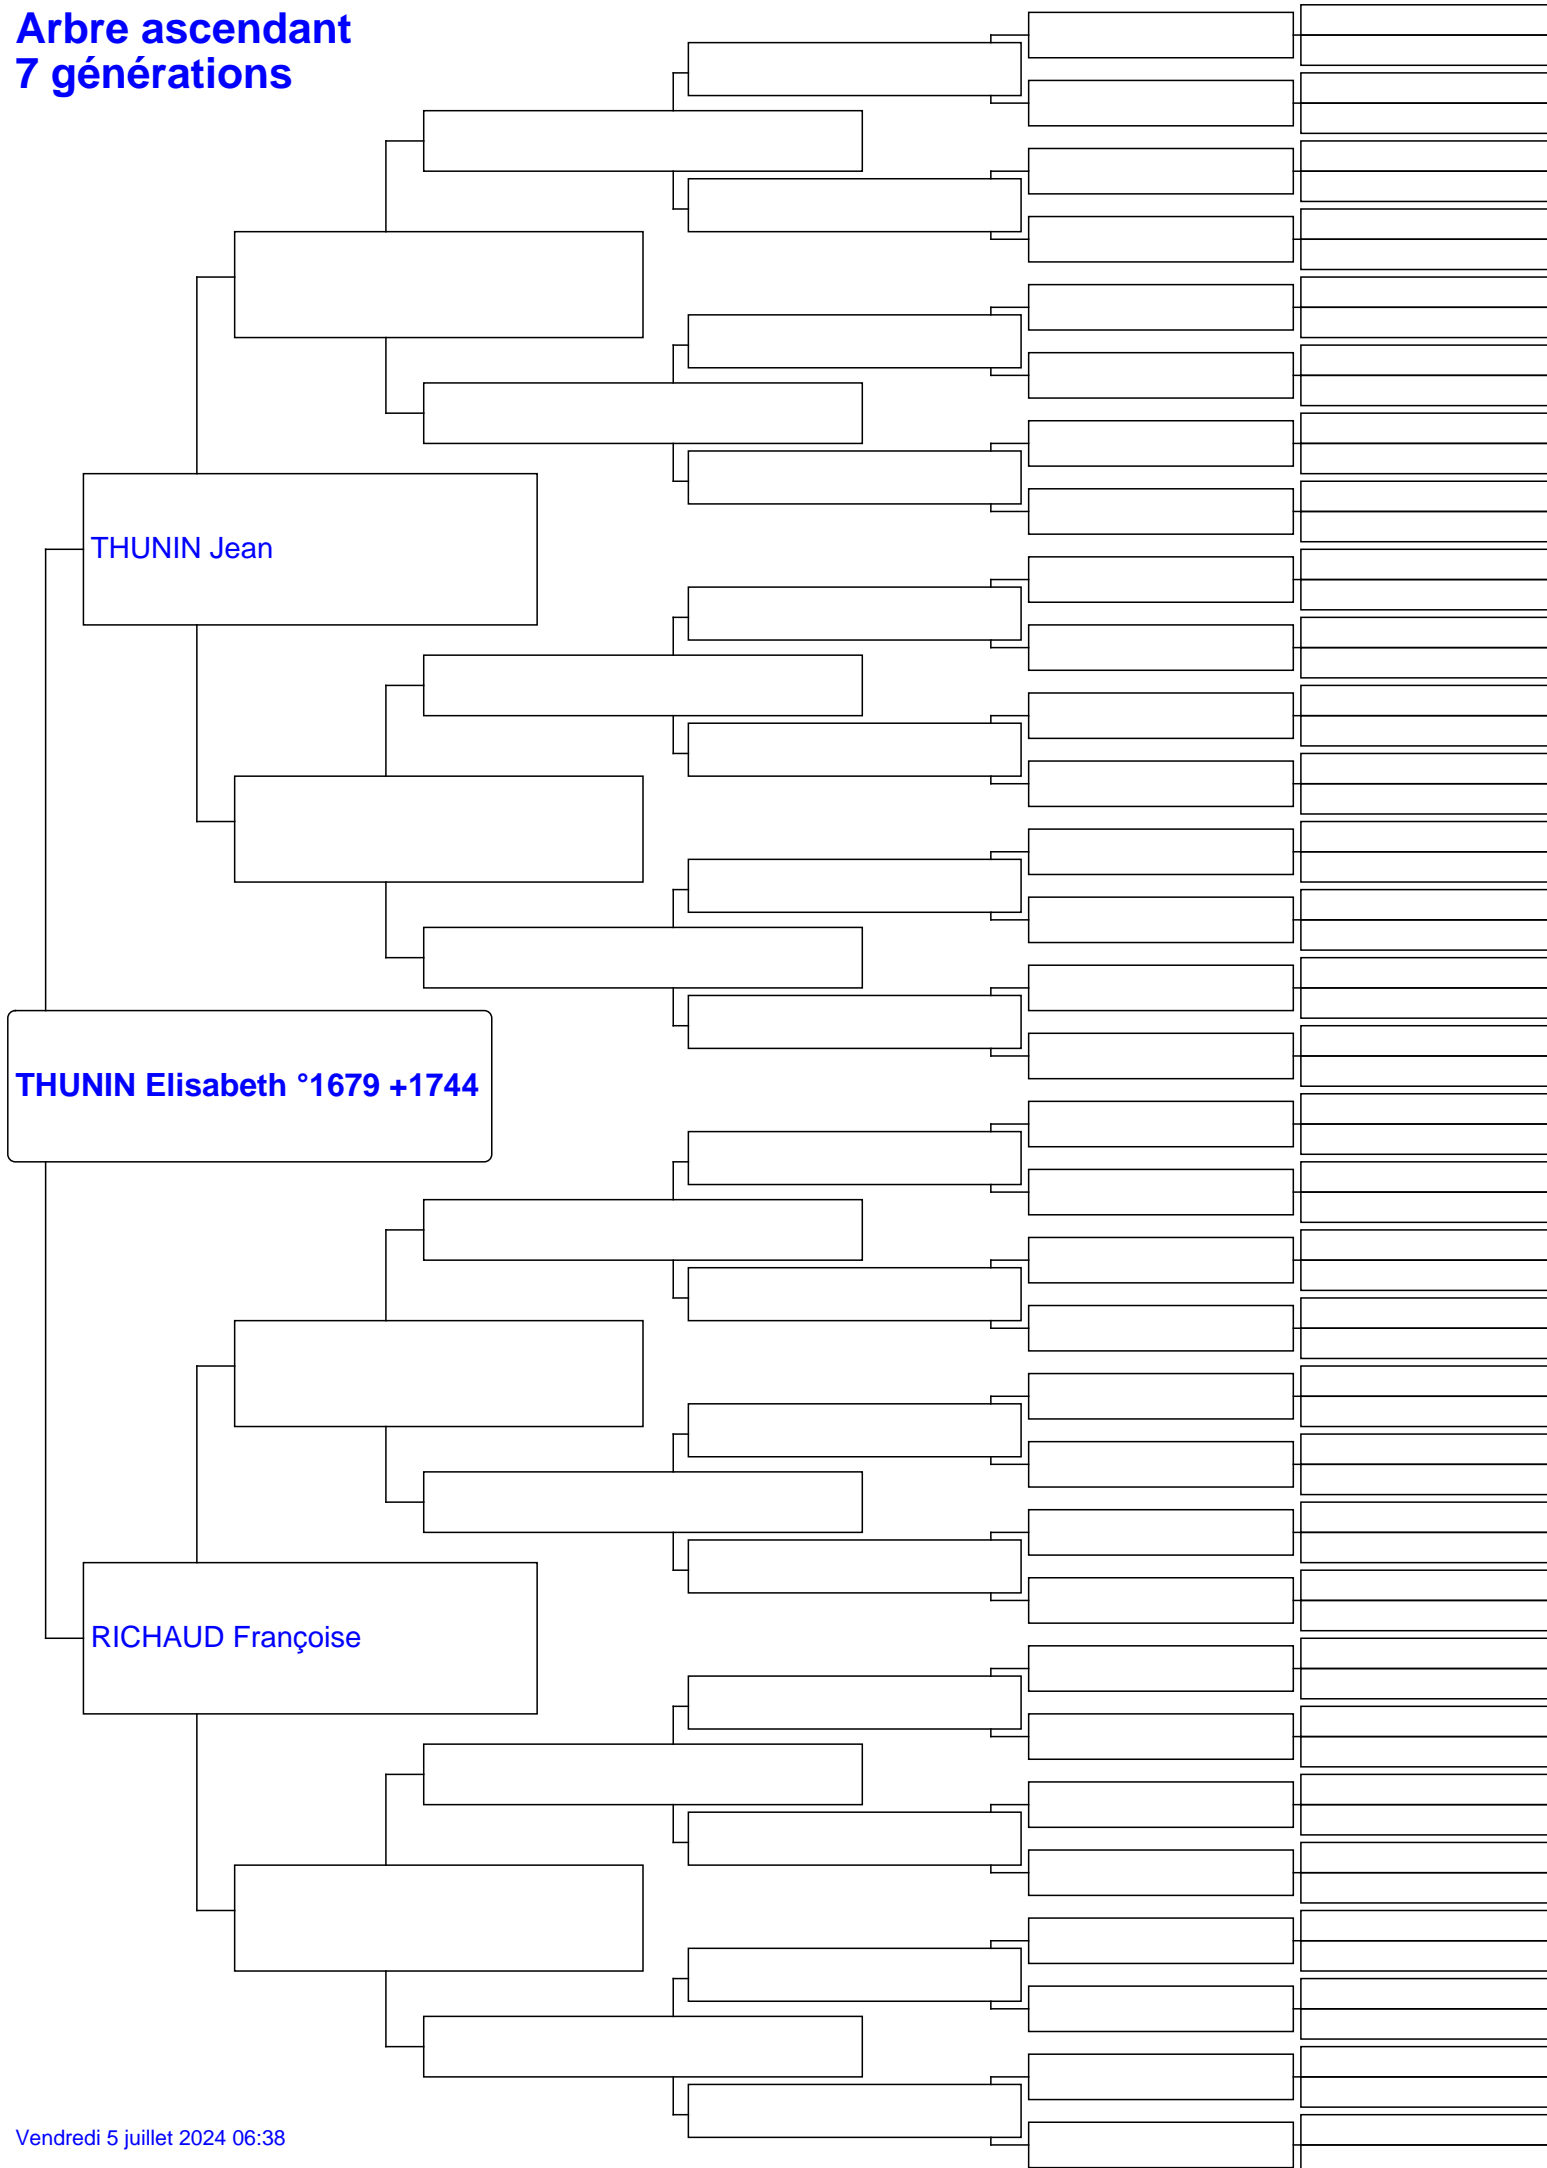 Arbre ascendant
7 générations
THUNIN Jean
THUNIN Elisabeth °1679 +1744
RICHAUD Françoise
Vendredi 5 juillet 2024 06:38